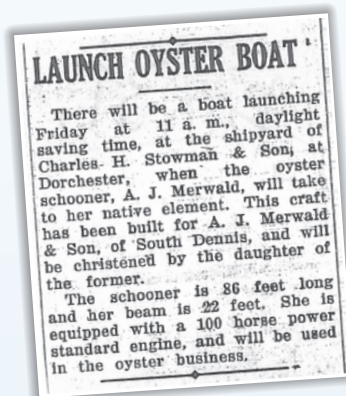 LAUNCH OYSTER BOAT
There will be a boat launching
Friday at 11 a. m., daylight
saving time, at the shipyard of
Charles H. Stowman & Son, at
Dorchester, when the oyster
schooner, A. J. Merwald, will take
to her native element. This craft
has been built for A. J. Merwald
& Son, of South Dennis, and will
be christened by the daughter of
the former.
The schooner is 86 feet long
and her beam is 22 feet. She is
equipped with a 100 horse power
standard engine, and will be used
in the oyster business.